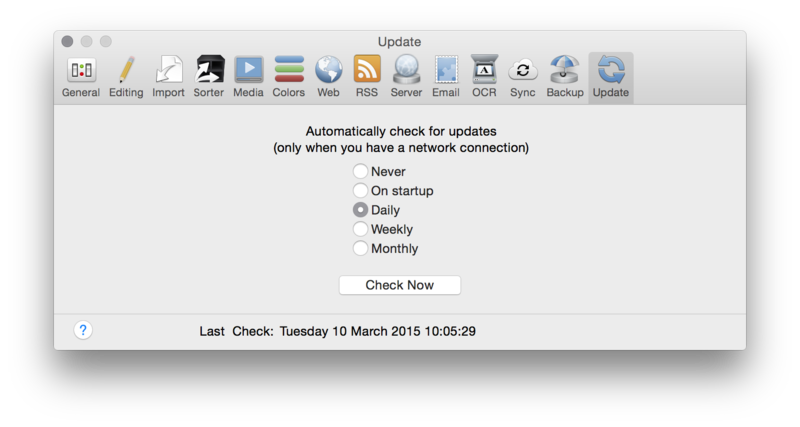 Update
General Editing Import Sorter Media Colors Web RSS Server Email OCR Sync Backup Update
Automatically check for updates
(only when you have a network connection)
Never
On startup
Daily
Weekly
Monthly
Check Now
? Last Check: Tuesday 10 March 2015 10:05:29